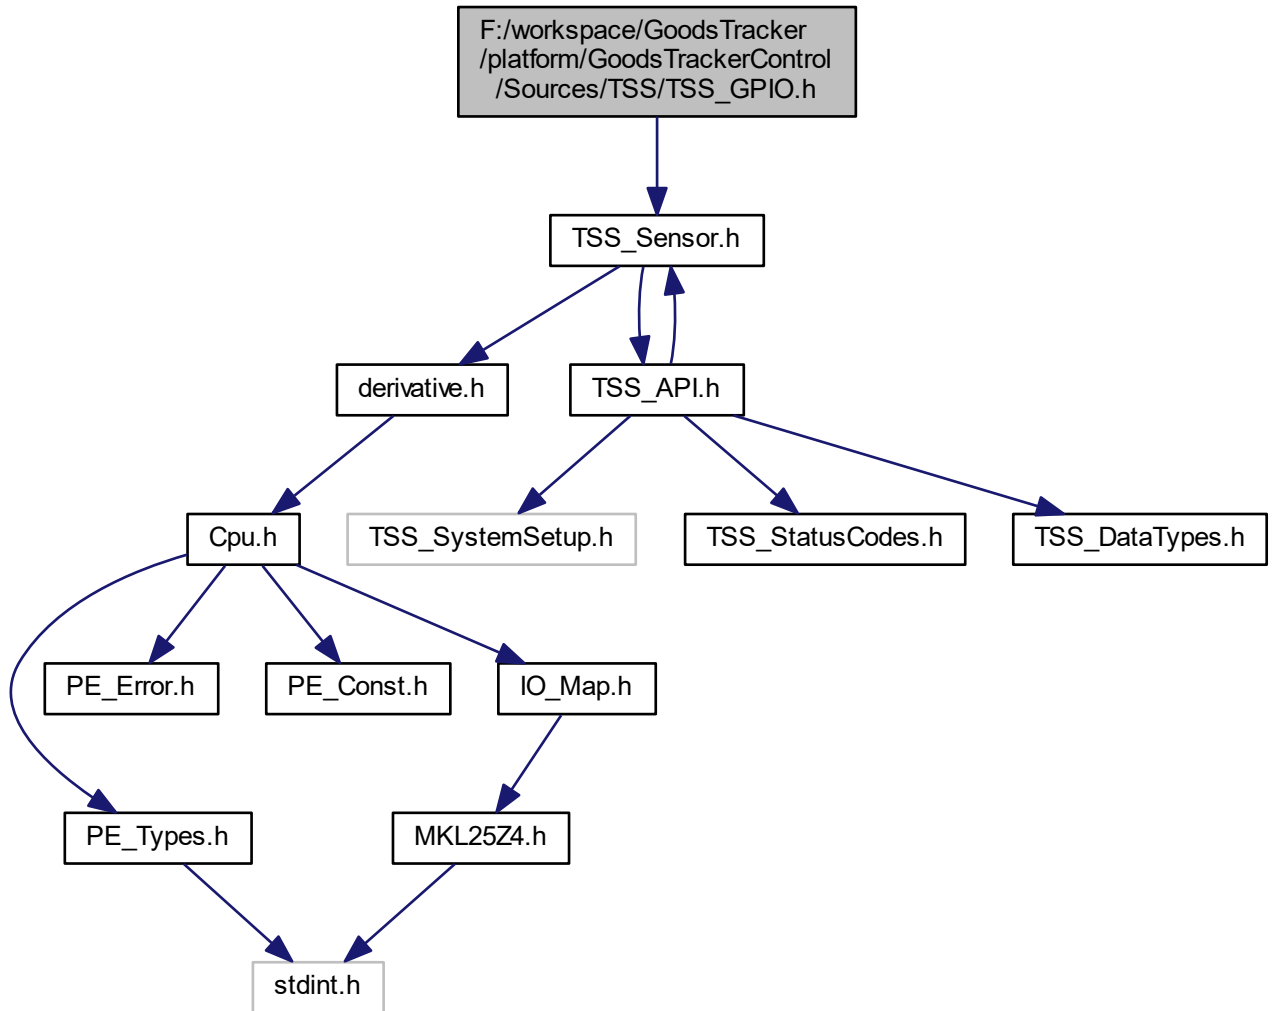 F:/workspace/GoodsTracker
/platform/GoodsTrackerControl
/Sources/TSS/TSS_GPIO.h
TSS_Sensor.h
derivative.h
TSS_API.h
Cpu.h
TSS_SystemSetup.h
TSS_StatusCodes.h
TSS_DataTypes.h
PE_Error.h
PE_Const.h
IO_Map.h
PE_Types.h
MKL25Z4.h
stdint.h